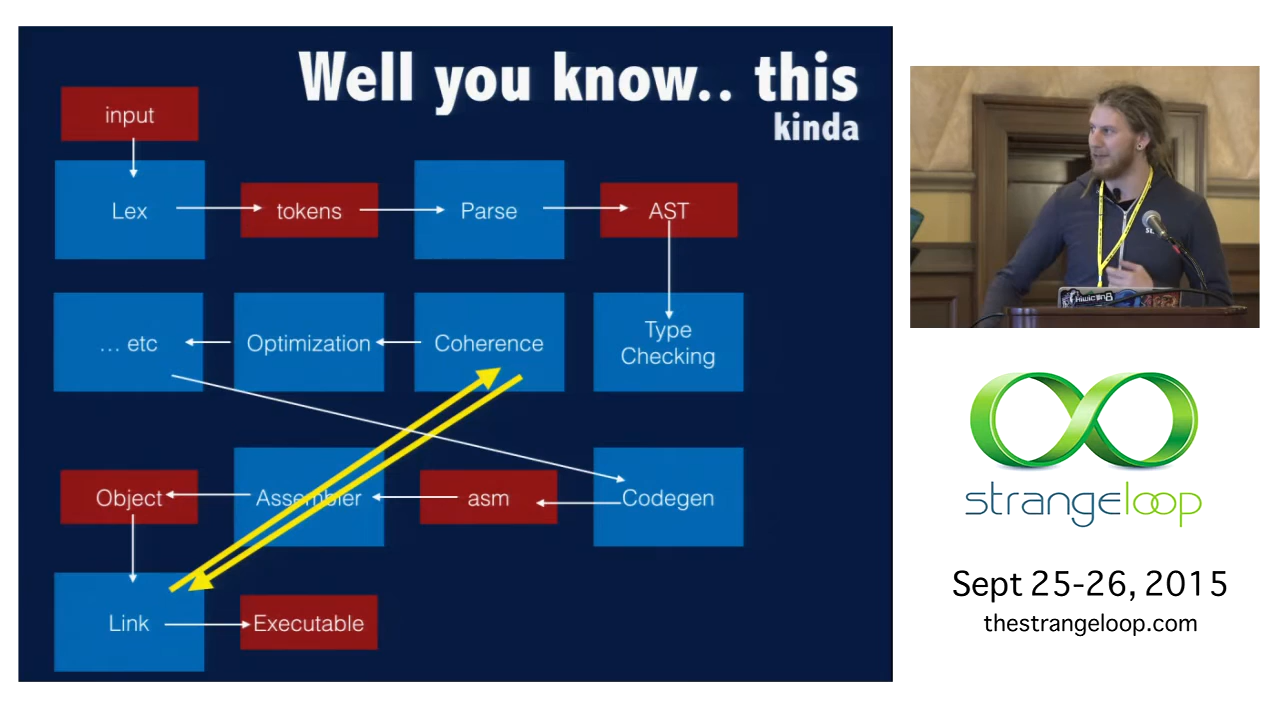 Well you know.. this
kinda
input
Lex
tokens
Parse
AST
... etc
Optimization
Coherence
Type
Checking
Object
Assembler
asm
Codegen
Link
Executable
St.
strangeloop
Sept 25-26, 2015
thestrangeloop.com